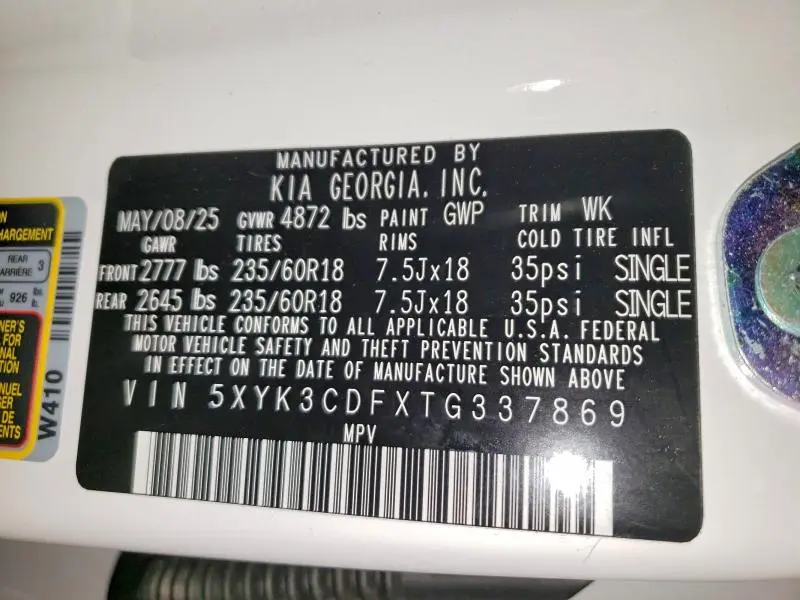 MANUFACTURED BY
KIA GEORGIA, INC.
MAY/08/25 GVWR 4872 lbs PAINT GWP TRIM WK
GAWR TIRES RIMS COLD TIRE INFL
FRONT 2777 lbs 235/60R18 7.5Jx18 35psi SINGLE
REAR 2645 lbs 235/60R18 7.5Jx18 35psi SINGLE
THIS VEHICLE CONFORMS TO ALL APPLICABLE U.S.A. FEDERAL
MOTOR VEHICLE SAFETY AND THEFT PREVENTION STANDARDS
IN EFFECT ON THE DATE OF MANUFACTURE SHOWN ABOVE
VIN 5XYK3CDFXTG337869
MPV
REAR
3
926
W410